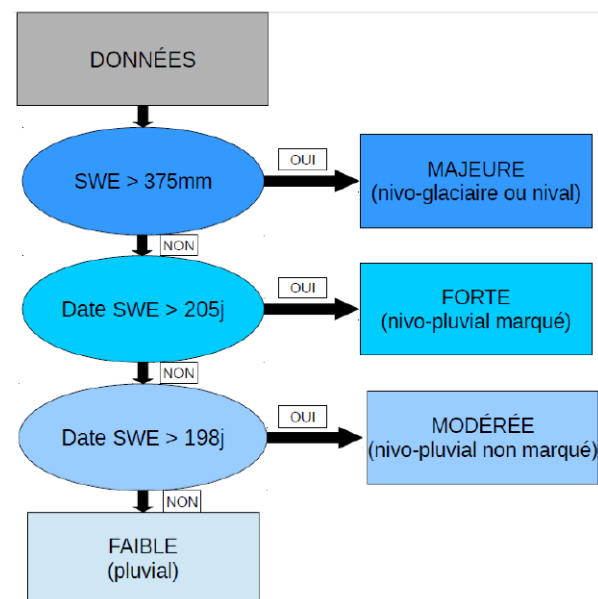 DONNÉES
SWE > 375mm
OUI
MAJEURE
(nivo-glaciaire ou nival)
NON
Date SWE > 205j
OUI
FORTE
(nivo-pluvial marqué)
NON
Date SWE > 198j
OUI
MODÉRÉE
(nivo-pluvial non marqué)
NON
FAIBLE
(pluvial)